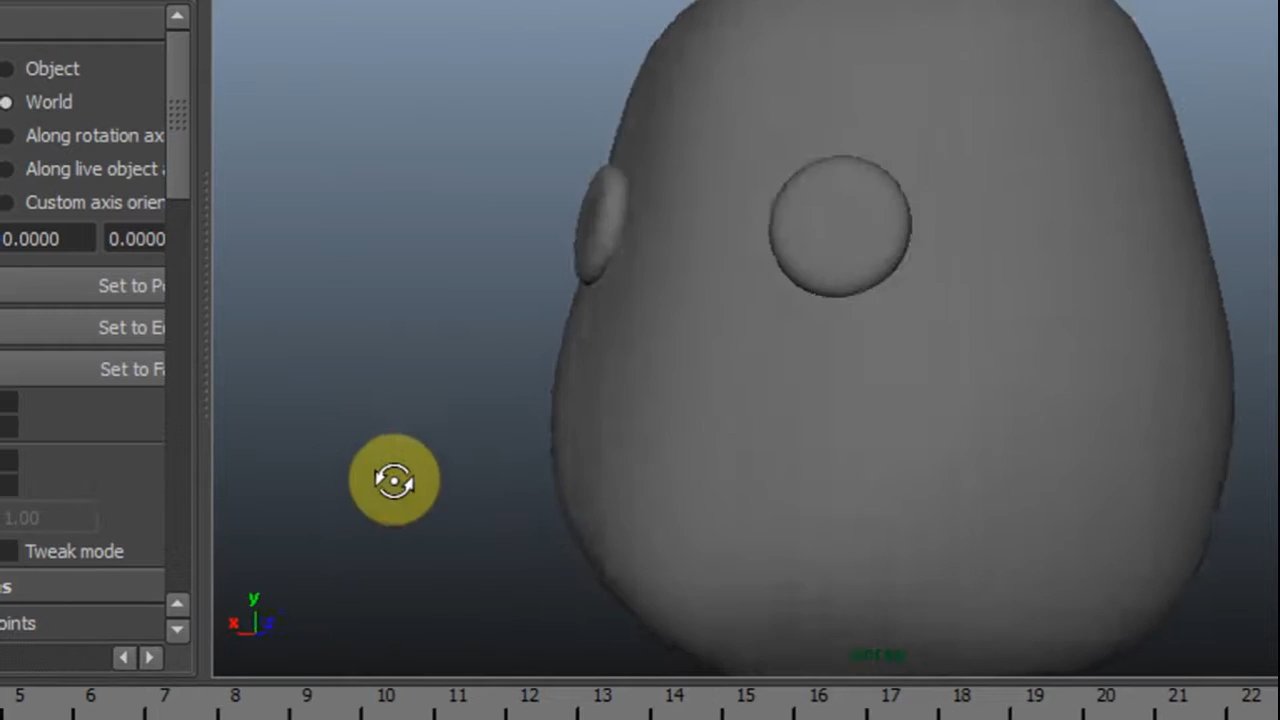 Object
World
Along rotation ax
Along live object
Custom axis orien
0.0000 0.0000
Set to P
Set to E
Set to F
1.00
Tweak mode
s
oints
y
x z
persp
5 6 7 8 9 10 11 12 13 14 15 16 17 18 19 20 21 22